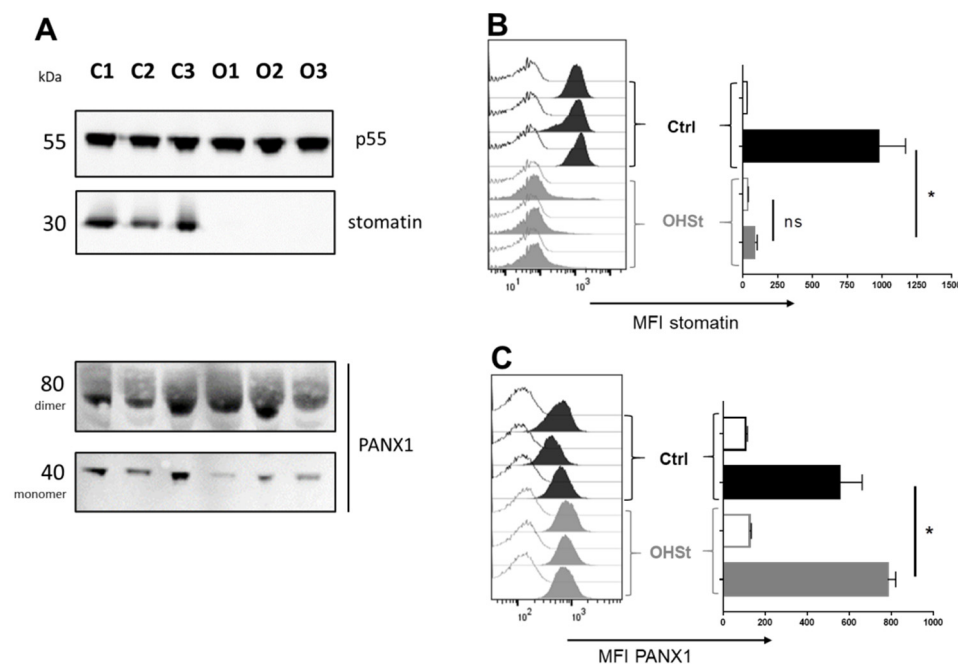 A
kDa
C1 C2 C3 O1 O2 O3
55
p55
30
stomatin
80
dimer
PANX1
40
monomer
B
Ctrl
OHSt
ns
*
10¹ 10³
0 250 500 750 1000 1250 1500
MFI stomatin
C
Ctrl
OHSt
*
10² 10³
0 200 400 600 800 1000
MFI PANX1